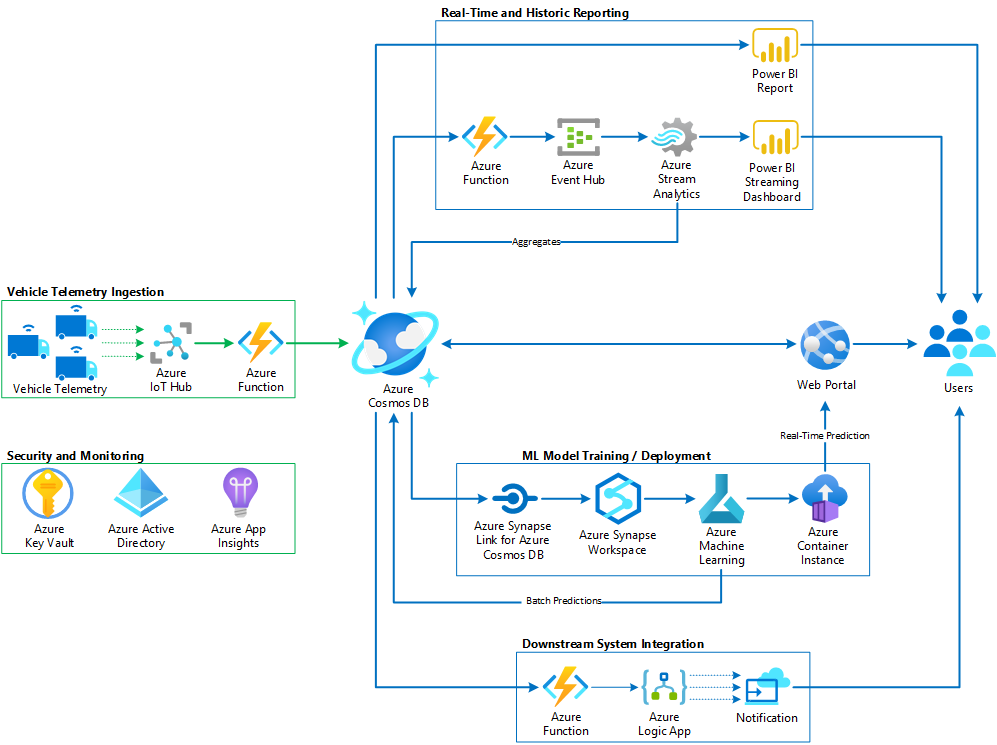 Real-Time and Historic Reporting
Power BI
Report
Azure
Function
Azure
Event Hub
Azure
Stream
Analytics
Power BI
Streaming
Dashboard
Aggregates
Vehicle Telemetry Ingestion
Vehicle Telemetry
Azure
IoT Hub
Azure
Function
Azure
Cosmos DB
Web Portal
Users
Real-Time Prediction
Security and Monitoring
Azure
Key Vault
Azure Active
Directory
Azure App
Insights
ML Model Training / Deployment
Azure Synapse
Link for Azure
Cosmos DB
Azure Synapse
Workspace
Azure
Machine
Learning
Azure
Container
Instance
Batch Predictions
Downstream System Integration
Azure
Function
Azure
Logic App
Notification